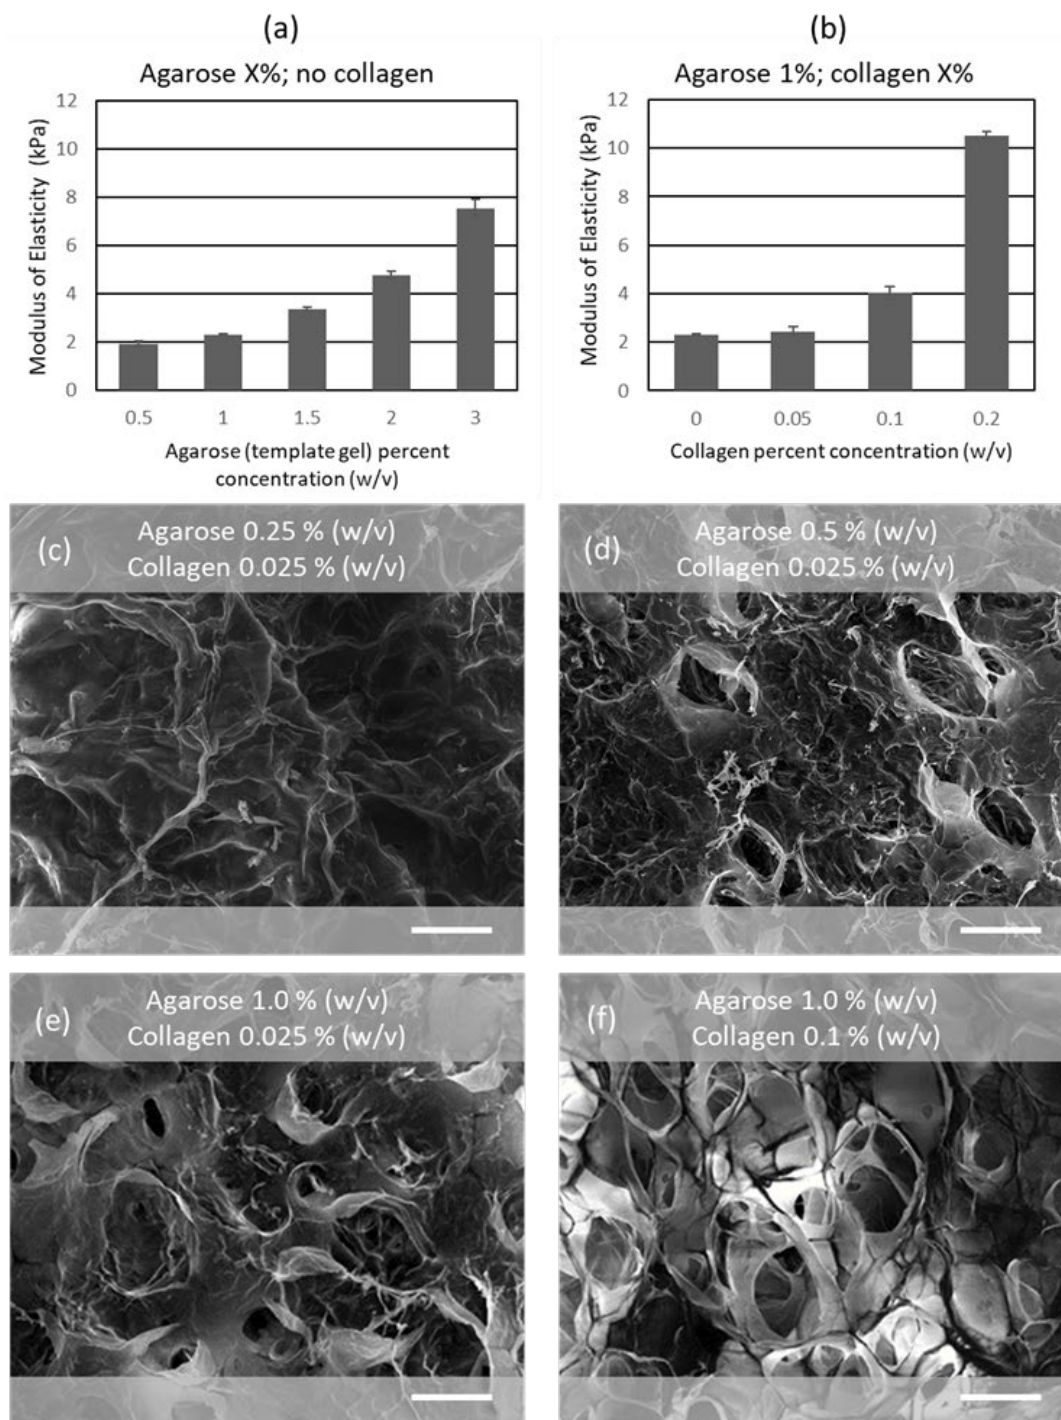 (a)
Agarose X%; no collagen
Modulus of Elasticity (kPa)
12
10
8
6
4
2
0
0.5 1 1.5 2 3
Agarose (template gel) percent
concentration (w/v)
(b)
Agarose 1%; collagen X%
Modulus of Elasticity (kPa)
12
10
8
6
4
2
0
0 0.05 0.1 0.2
Collagen percent concentration (w/v)
(c)
Agarose 0.25 % (w/v)
Collagen 0.025 % (w/v)
(d)
Agarose 0.5 % (w/v)
Collagen 0.025 % (w/v)
(e)
Agarose 1.0 % (w/v)
Collagen 0.025 % (w/v)
(f)
Agarose 1.0 % (w/v)
Collagen 0.1 % (w/v)